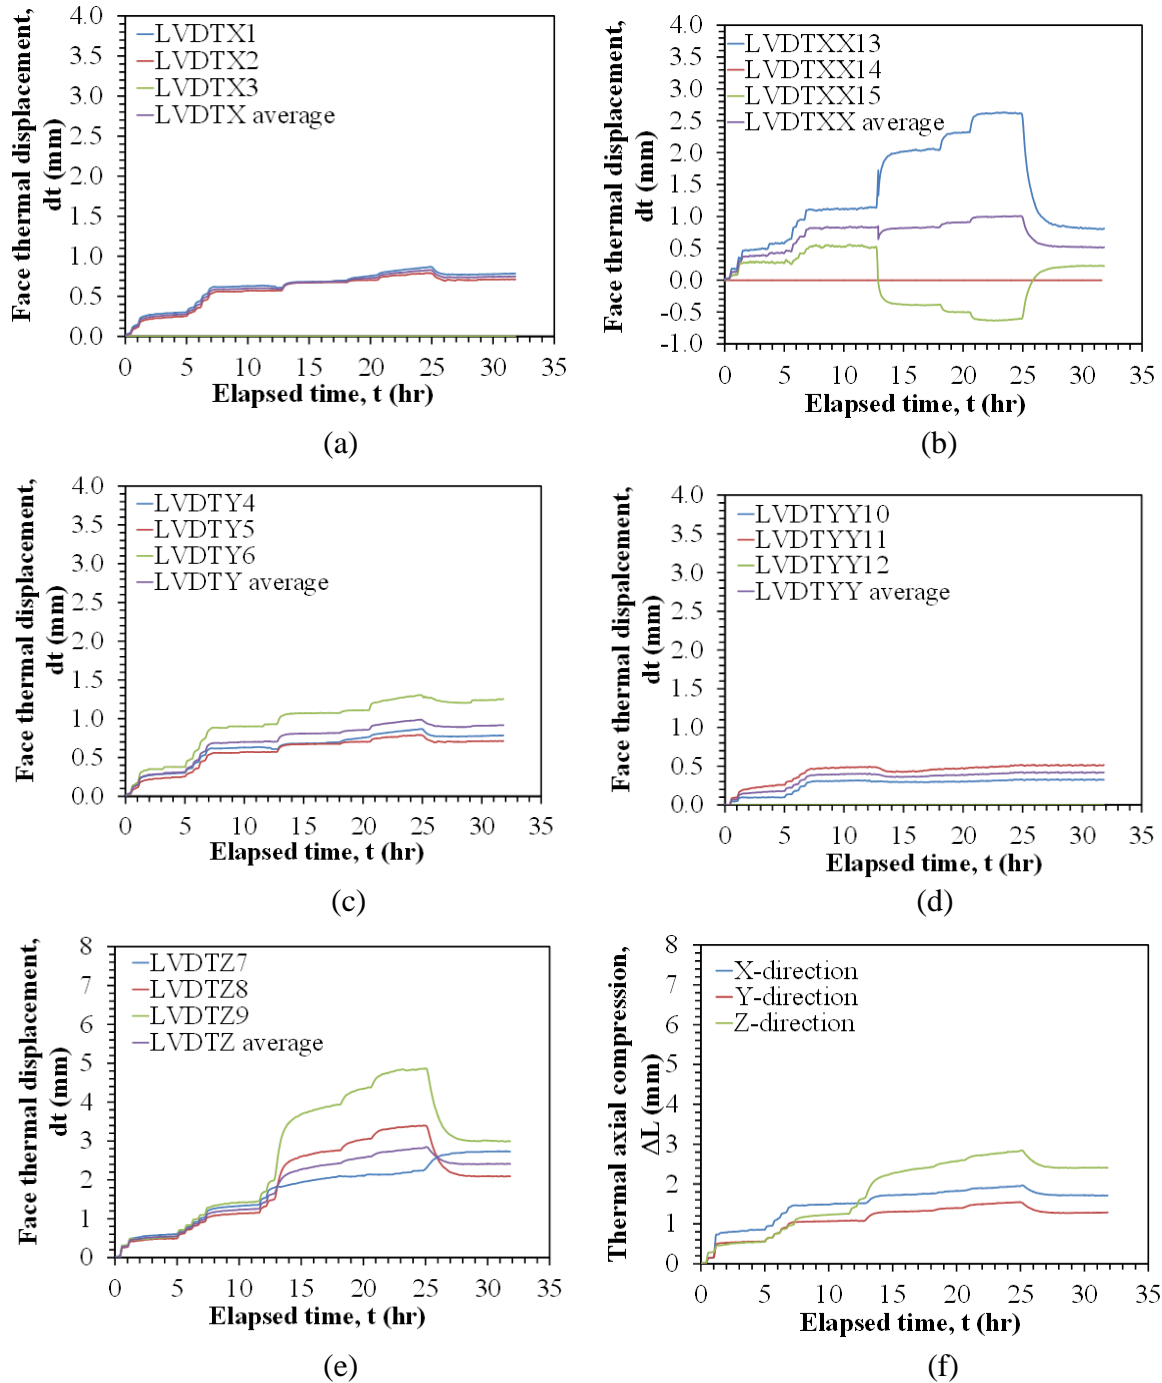 Face thermal displacement,
dt (mm)
4.0
3.5
3.0
2.5
2.0
1.5
1.0
0.5
0.0
LVDTX1
LVDTX2
LVDTX3
LVDTX average
0 5 10 15 20 25 30 35
Elapsed time, t (hr)
(a)
Face thermal displacement,
dt (mm)
4.0
3.5
3.0
2.5
2.0
1.5
1.0
0.5
0.0
-0.5
-1.0
LVDTXX13
LVDTXX14
LVDTXX15
LVDTXX average
0 5 10 15 20 25 30 35
Elapsed time, t (hr)
(b)
Face thermal displacement,
dt (mm)
4.0
3.5
3.0
2.5
2.0
1.5
1.0
0.5
0.0
LVDTY4
LVDTY5
LVDTY6
LVDTY average
0 5 10 15 20 25 30 35
Elapsed time, t (hr)
(c)
Face thermal dispalcement,
dt (mm)
4.0
3.5
3.0
2.5
2.0
1.5
1.0
0.5
0.0
LVDTYY10
LVDTYY11
LVDTYY12
LVDTYY average
0 5 10 15 20 25 30 35
Elapsed time, t (hr)
(d)
Face thermal displacement,
dt (mm)
8
7
6
5
4
3
2
1
0
LVDTZ7
LVDTZ8
LVDTZ9
LVDTZ average
0 5 10 15 20 25 30 35
Elapsed time, t (hr)
(e)
Thermal axial compression,
ΔL (mm)
8
7
6
5
4
3
2
1
0
X-direction
Y-direction
Z-direction
0 5 10 15 20 25 30 35
Elapsed time, t (hr)
(f)